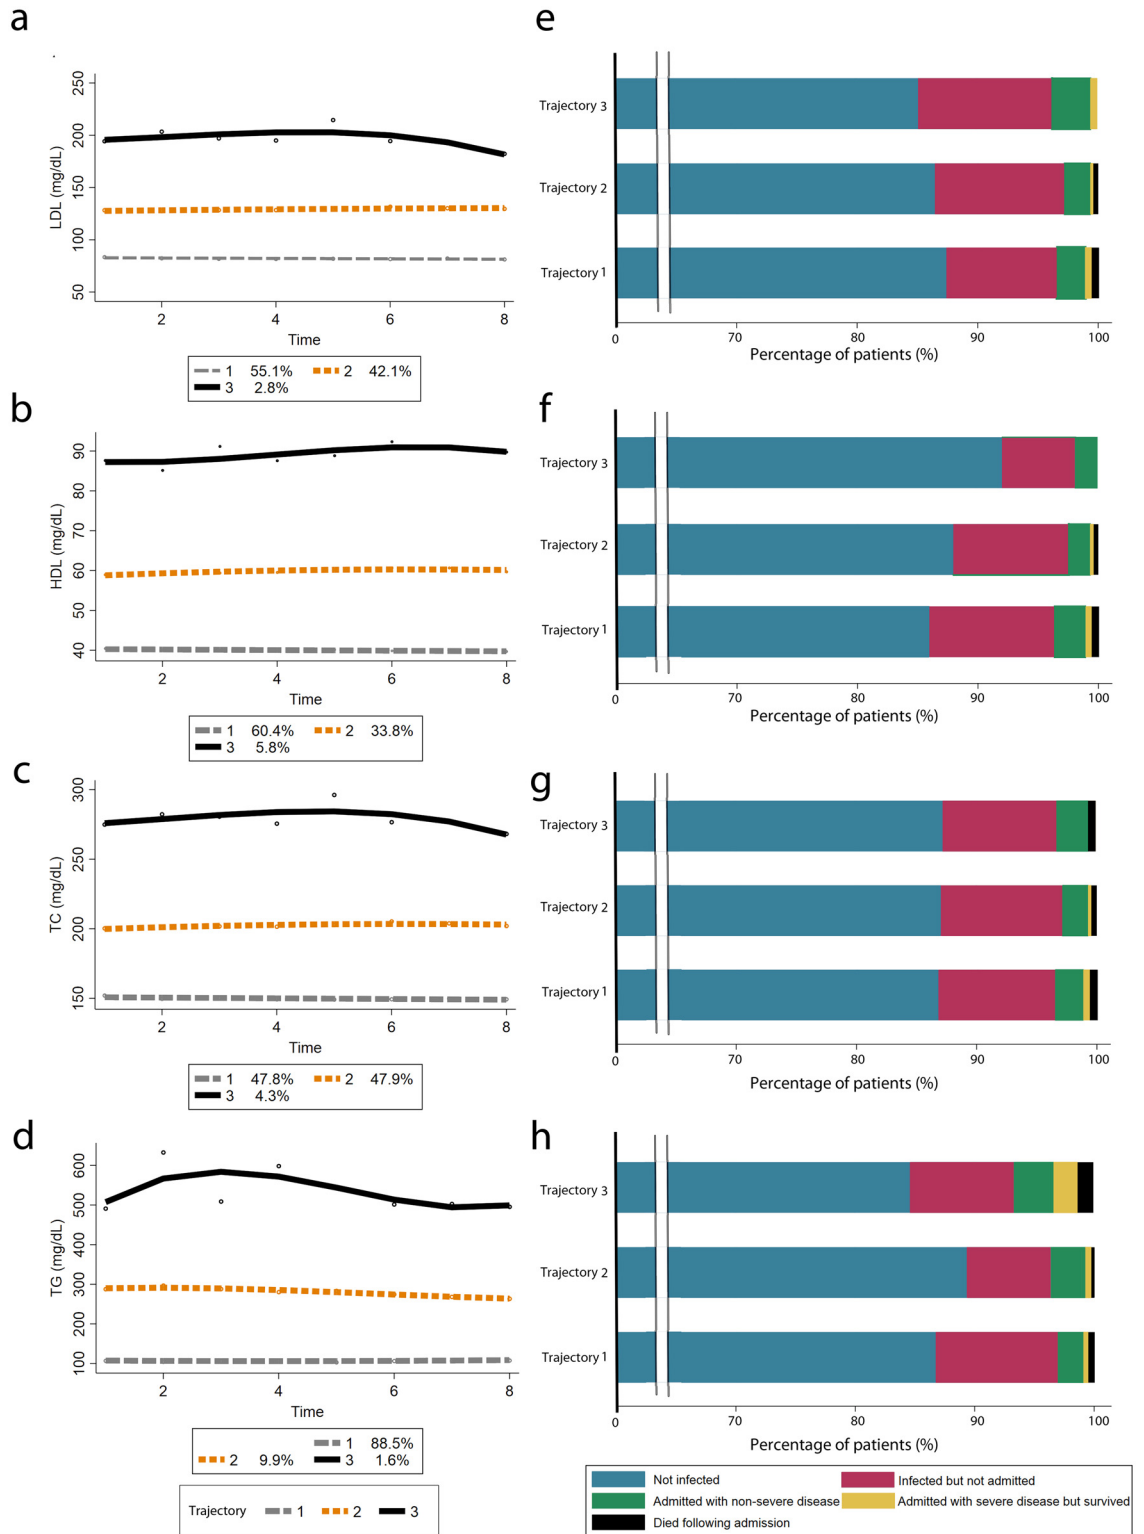 a
LDL (mg/dL)
250
200
150
100
50
2 4 6 8
Time
1 55.1% 2 42.1%
3 2.8%
b
HDL (mg/dL)
90
80
70
60
50
40
2 4 6 8
Time
1 60.4% 2 33.8%
3 5.8%
c
TC (mg/dL)
300
250
200
150
2 4 6 8
Time
1 47.8% 2 47.9%
3 4.3%
d
TG (mg/dL)
600
500
400
300
200
100
2 4 6 8
Time
1 88.5%
2 9.9% 3 1.6%
Trajectory 1 2 3
e
Trajectory 3
Trajectory 2
Trajectory 1
0 70 80 90 100
Percentage of patients (%)
f
Trajectory 3
Trajectory 2
Trajectory 1
0 70 80 90 100
Percentage of patients (%)
g
Trajectory 3
Trajectory 2
Trajectory 1
0 70 80 90 100
Percentage of patients (%)
h
Trajectory 3
Trajectory 2
Trajectory 1
0 70 80 90 100
Percentage of patients (%)
Not infected Infected but not admitted
Admitted with non-severe disease Admitted with severe disease but survived
Died following admission